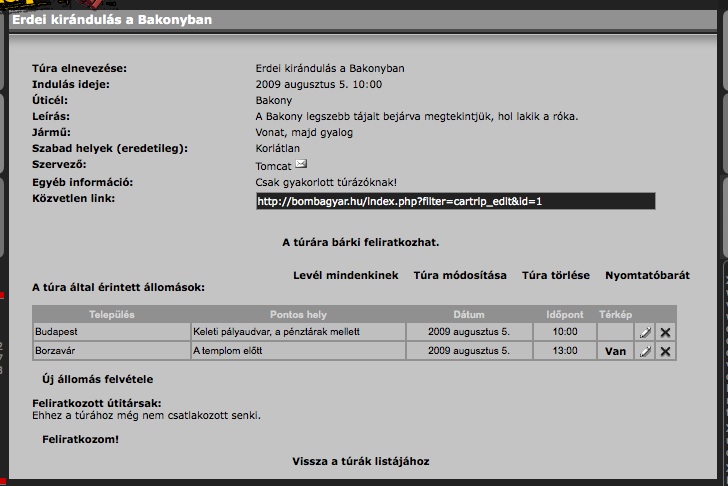 Erdei kirándulás a Bakonyban
Túra elnevezése: Erdei kirándulás a Bakonyban
Indulás ideje: 2009 augusztus 5. 10:00
Úticél: Bakony
Leírás: A Bakony legszebb tájait bejárva megtekintjük, hol lakik a róka.
Jármű: Vonat, majd gyalog
Szabad helyek (eredetileg): Korlátlan
Szervező: Tomcat
Egyéb információ: Csak gyakorlott túrázóknak!
Közvetlen link: http://bombagyar.hu/index.php?filter=cartrip_edit&id=1
A túrára bárki feliratkozhat.
Levél mindenkinek Túra módosítása Túra törlése Nyomtatóbarát
A túra által érintett állomások:
Település Pontos hely Dátum Időpont Térkép
Budapest Keleti pályaudvar, a pénztárak mellett 2009 augusztus 5. 10:00
Borzavár A templom előtt 2009 augusztus 5. 13:00 Van
Új állomás felvétele
Feliratkozott útitársak:
Ehhez a túrához még nem csatlakozott senki.
Feliratkozom!
Vissza a túrák listájához